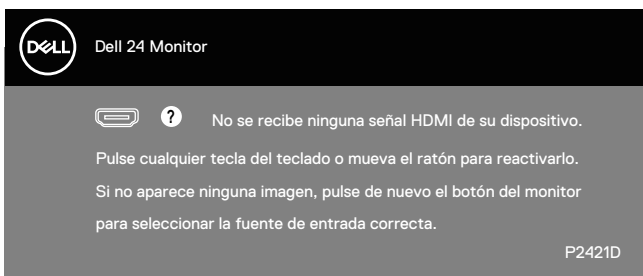 DELL
Dell 24 Monitor
? No se recibe ninguna señal HDMI de su dispositivo.
Pulse cualquier tecla del teclado o mueva el ratón para reactivarlo.
Si no aparece ninguna imagen, pulse de nuevo el botón del monitor
para seleccionar la fuente de entrada correcta.
P2421D